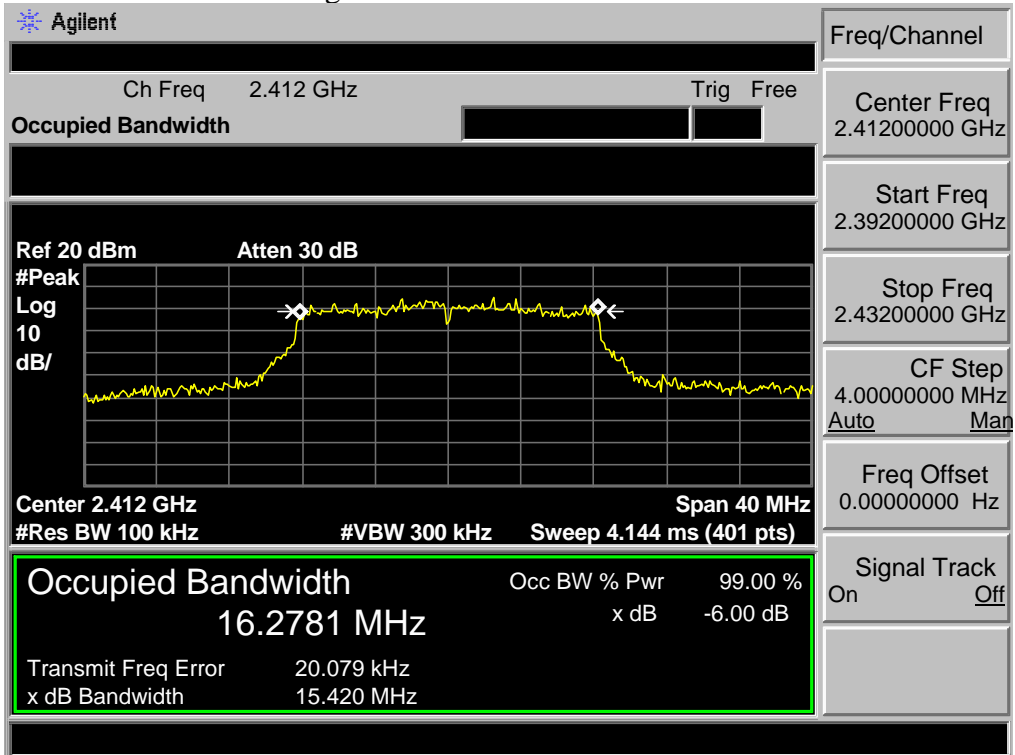 Agilent
Freq/Channel
Ch Freq 2.412 GHz Trig Free
Occupied Bandwidth
Center Freq
2.41200000 GHz
Start Freq
2.39200000 GHz
Ref 20 dBm Atten 30 dB
#Peak
Log
10
dB/
Stop Freq
2.43200000 GHz
CF Step
4.00000000 MHz
Auto Man
Freq Offset
0.00000000 Hz
Center 2.412 GHz Span 40 MHz
#Res BW 100 kHz #VBW 300 kHz Sweep 4.144 ms (401 pts)
Signal Track
On Off
Occupied Bandwidth Occ BW % Pwr 99.00 %
16.2781 MHz x dB -6.00 dB
Transmit Freq Error 20.079 kHz
x dB Bandwidth 15.420 MHz